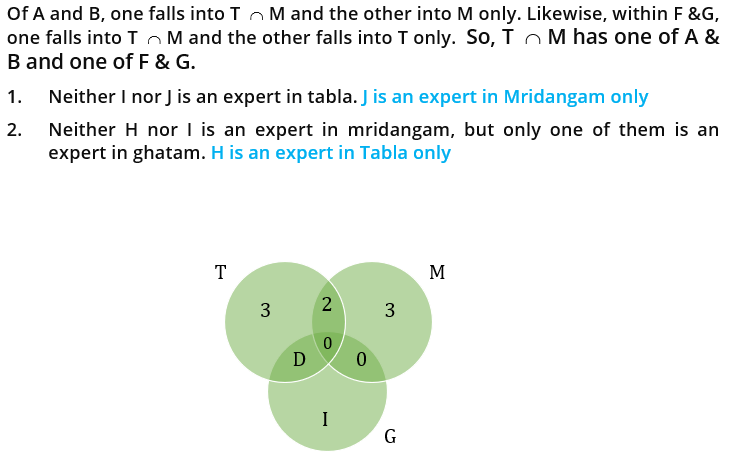 Of A and B, one falls into T ∩ M and the other into M only. Likewise, within F &G,
one falls into T ∩ M and the other falls into T only. So, T ∩ M has one of A &
B and one of F & G.
1. Neither I nor J is an expert in tabla. J is an expert in Mridangam only
2. Neither H nor I is an expert in mridangam, but only one of them is an
expert in ghatam. H is an expert in Tabla only
T M
3 2 3
0
D 0
I
G